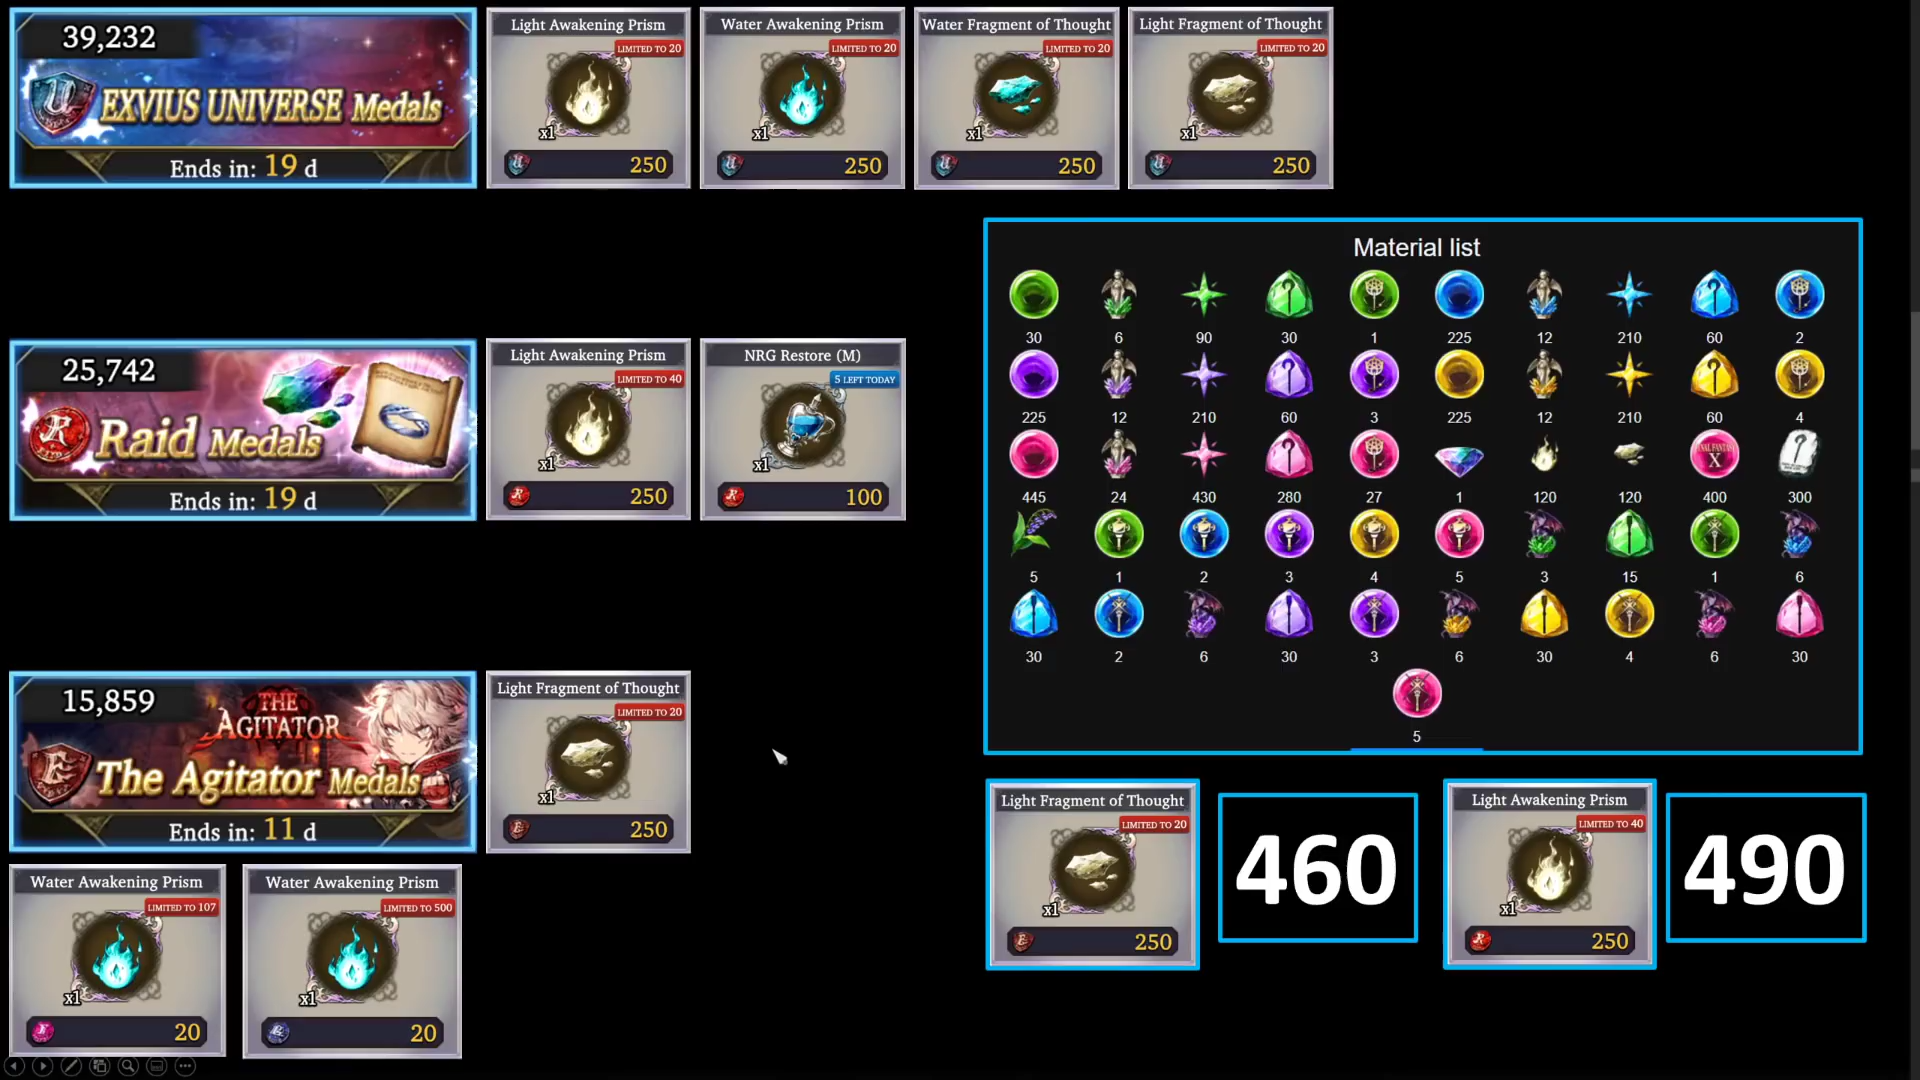 39,232
EXVIUS UNIVERSE Medals
Ends in: 19 d
Light Awakening Prism
LIMITED TO 20
x1
250
Water Awakening Prism
LIMITED TO 20
x1
250
Water Fragment of Thought
LIMITED TO 20
x1
250
Light Fragment of Thought
LIMITED TO 20
x1
250
25,742
Raid Medals
Ends in: 19 d
Light Awakening Prism
LIMITED TO 40
x1
250
NRG Restore (M)
5 LEFT TODAY
x1
100
15,859
THE AGITATOR
The Agitator Medals
Ends in: 11 d
Light Fragment of Thought
LIMITED TO 20
x1
250
Water Awakening Prism
LIMITED TO 107
x1
20
Water Awakening Prism
LIMITED TO 500
x1
20
Material list
30 6 90 30 1 225 12 210 60 2
225 12 210 60 3 225 12 210 60 4
FINAL FANTASY X
445 24 430 280 27 1 120 120 400 300
5 1 2 3 4 5 3 15 1 6
30 2 6 30 3 6 30 4 6 30
5
Light Fragment of Thought
LIMITED TO 20
x1
250
460
Light Awakening Prism
LIMITED TO 40
x1
250
490